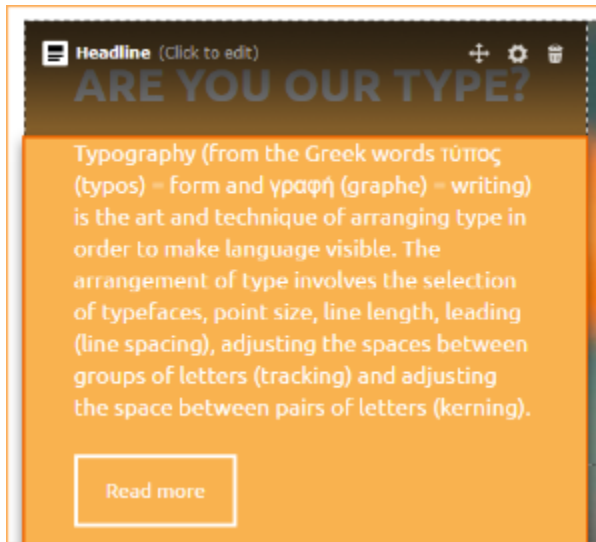 Headline (Click to edit)
ARE YOU OUR TYPE?
Typography (from the Greek words τύπος
(typos) – form and γραφή (graphe) – writing)
is the art and technique of arranging type in
order to make language visible. The
arrangement of type involves the selection
of typefaces, point size, line length, leading
(line spacing), adjusting the spaces between
groups of letters (tracking) and adjusting
the space between pairs of letters (kerning).
Read more